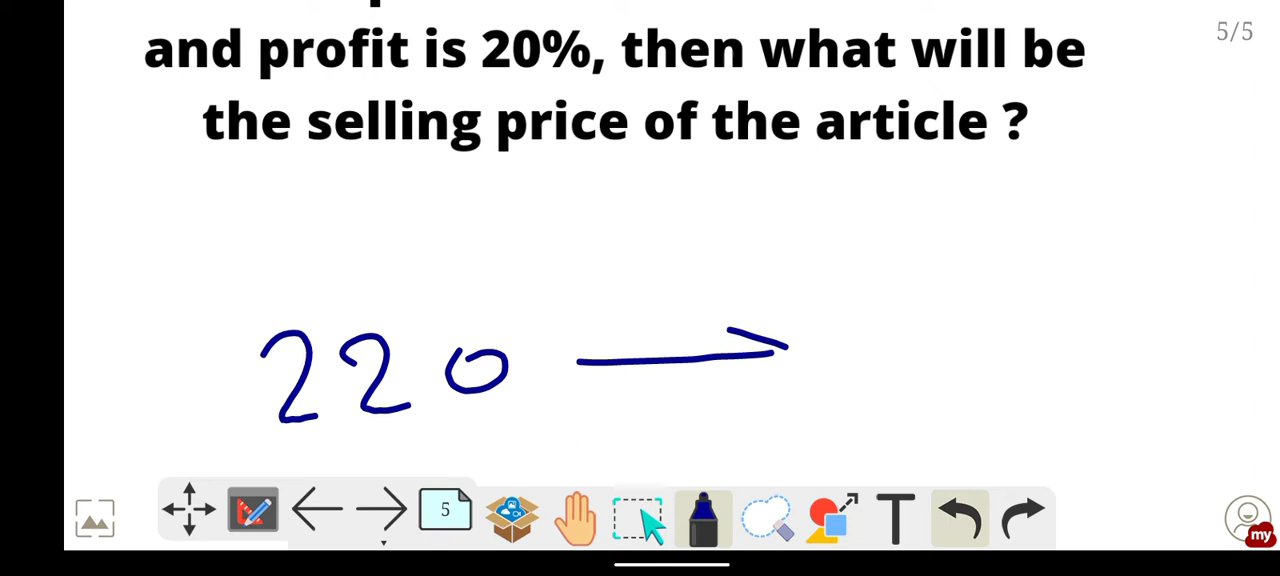 and profit is 20%, then what will be
the selling price of the article ?
5/5
220
5
T
my